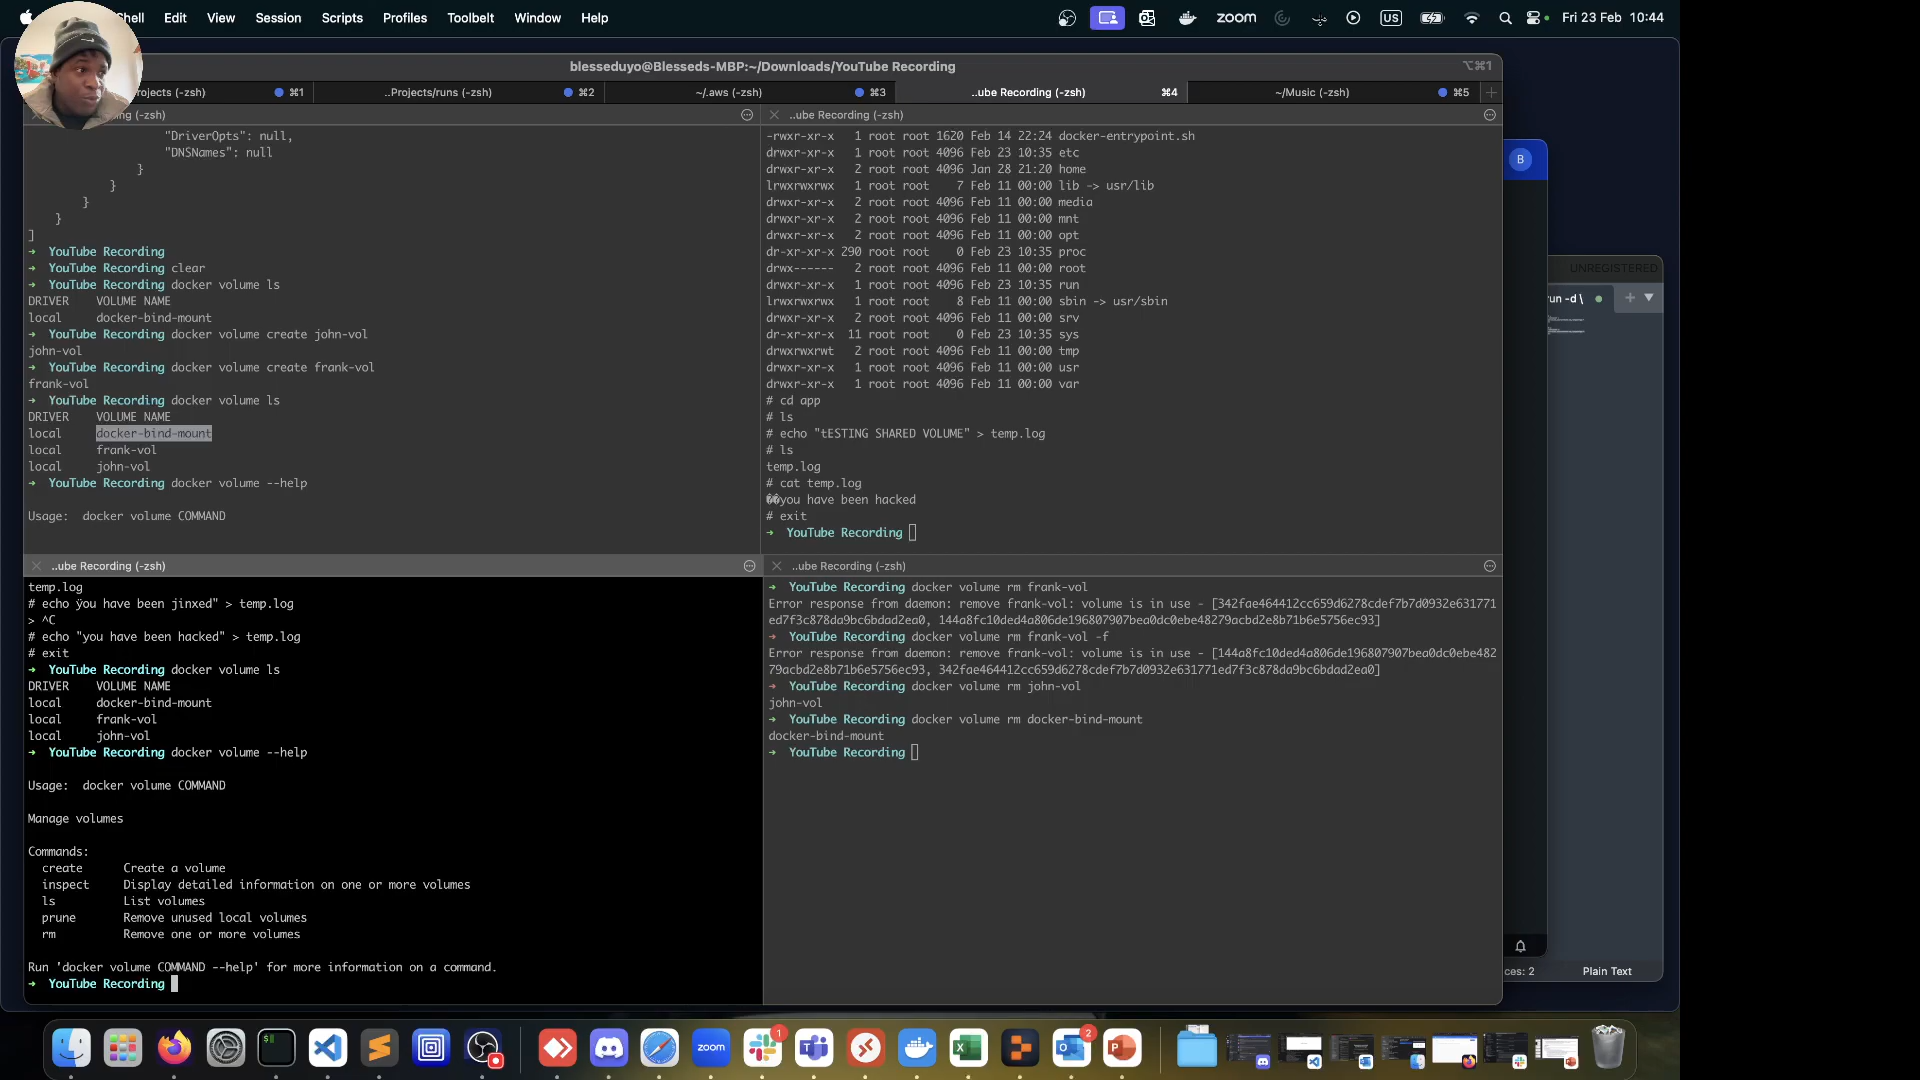 Shell Edit View Session Scripts Profiles Toolbelt Window Help
zoom
US
Fri 23 Feb 10:44
blesseduyo@Blesseds-MBP:~/Downloads/YouTube Recording
⌥⌘1
rojects (-zsh) ⌘1
..Projects/runs (-zsh) ⌘2
~/.aws (-zsh) ⌘3
..ube Recording (-zsh) ⌘4
~/Music (-zsh) ⌘5
ng (-zsh)
"DriverOpts": null,
"DNSNames": null
}
}
}
}
]
→ YouTube Recording
→ YouTube Recording clear
→ YouTube Recording docker volume ls
DRIVER VOLUME NAME
local docker-bind-mount
→ YouTube Recording docker volume create john-vol
john-vol
→ YouTube Recording docker volume create frank-vol
frank-vol
→ YouTube Recording docker volume ls
DRIVER VOLUME NAME
local docker-bind-mount
local frank-vol
local john-vol
→ YouTube Recording docker volume --help
Usage: docker volume COMMAND
..ube Recording (-zsh)
-rwxr-xr-x 1 root root 1620 Feb 14 22:24 docker-entrypoint.sh
drwxr-xr-x 1 root root 4096 Feb 23 10:35 etc
drwxr-xr-x 2 root root 4096 Jan 28 21:20 home
lrwxrwxrwx 1 root root 7 Feb 11 00:00 lib -> usr/lib
drwxr-xr-x 2 root root 4096 Feb 11 00:00 media
drwxr-xr-x 2 root root 4096 Feb 11 00:00 mnt
drwxr-xr-x 2 root root 4096 Feb 11 00:00 opt
dr-xr-xr-x 290 root root 0 Feb 23 10:35 proc
drwx------ 2 root root 4096 Feb 11 00:00 root
drwxr-xr-x 1 root root 4096 Feb 23 10:35 run
lrwxrwxrwx 1 root root 8 Feb 11 00:00 sbin -> usr/sbin
drwxr-xr-x 2 root root 4096 Feb 11 00:00 srv
dr-xr-xr-x 11 root root 0 Feb 23 10:35 sys
drwxrwxrwt 2 root root 4096 Feb 11 00:00 tmp
drwxr-xr-x 1 root root 4096 Feb 11 00:00 usr
drwxr-xr-x 1 root root 4096 Feb 11 00:00 var
# cd app
# ls
# echo "tESTING SHARED VOLUME" > temp.log
# ls
temp.log
# cat temp.log
��you have been hacked
# exit
→ YouTube Recording
..ube Recording (-zsh)
temp.log
# echo ÿou have been jinxed" > temp.log
> ^C
# echo "you have been hacked" > temp.log
# exit
→ YouTube Recording docker volume ls
DRIVER VOLUME NAME
local docker-bind-mount
local frank-vol
local john-vol
→ YouTube Recording docker volume --help
Usage: docker volume COMMAND
Manage volumes
Commands:
create Create a volume
inspect Display detailed information on one or more volumes
ls List volumes
prune Remove unused local volumes
rm Remove one or more volumes
Run 'docker volume COMMAND --help' for more information on a command.
→ YouTube Recording
..ube Recording (-zsh)
→ YouTube Recording docker volume rm frank-vol
Error response from daemon: remove frank-vol: volume is in use - [342fae464412cc659d6278cdef7b7d0932e631771
ed7f3c878da9bc6bdad2ea0, 144a8fc10ded4a806de196807907bea0dc0ebe48279acbd2e8b71b6e5756ec93]
→ YouTube Recording docker volume rm frank-vol -f
Error response from daemon: remove frank-vol: volume is in use - [144a8fc10ded4a806de196807907bea0dc0ebe482
79acbd2e8b71b6e5756ec93, 342fae464412cc659d6278cdef7b7d0932e631771ed7f3c878da9bc6bdad2ea0]
→ YouTube Recording docker volume rm john-vol
john-vol
→ YouTube Recording docker volume rm docker-bind-mount
docker-bind-mount
→ YouTube Recording
B
UNREGISTERED
run -d \
ces: 2
Plain Text
zoom
1
2